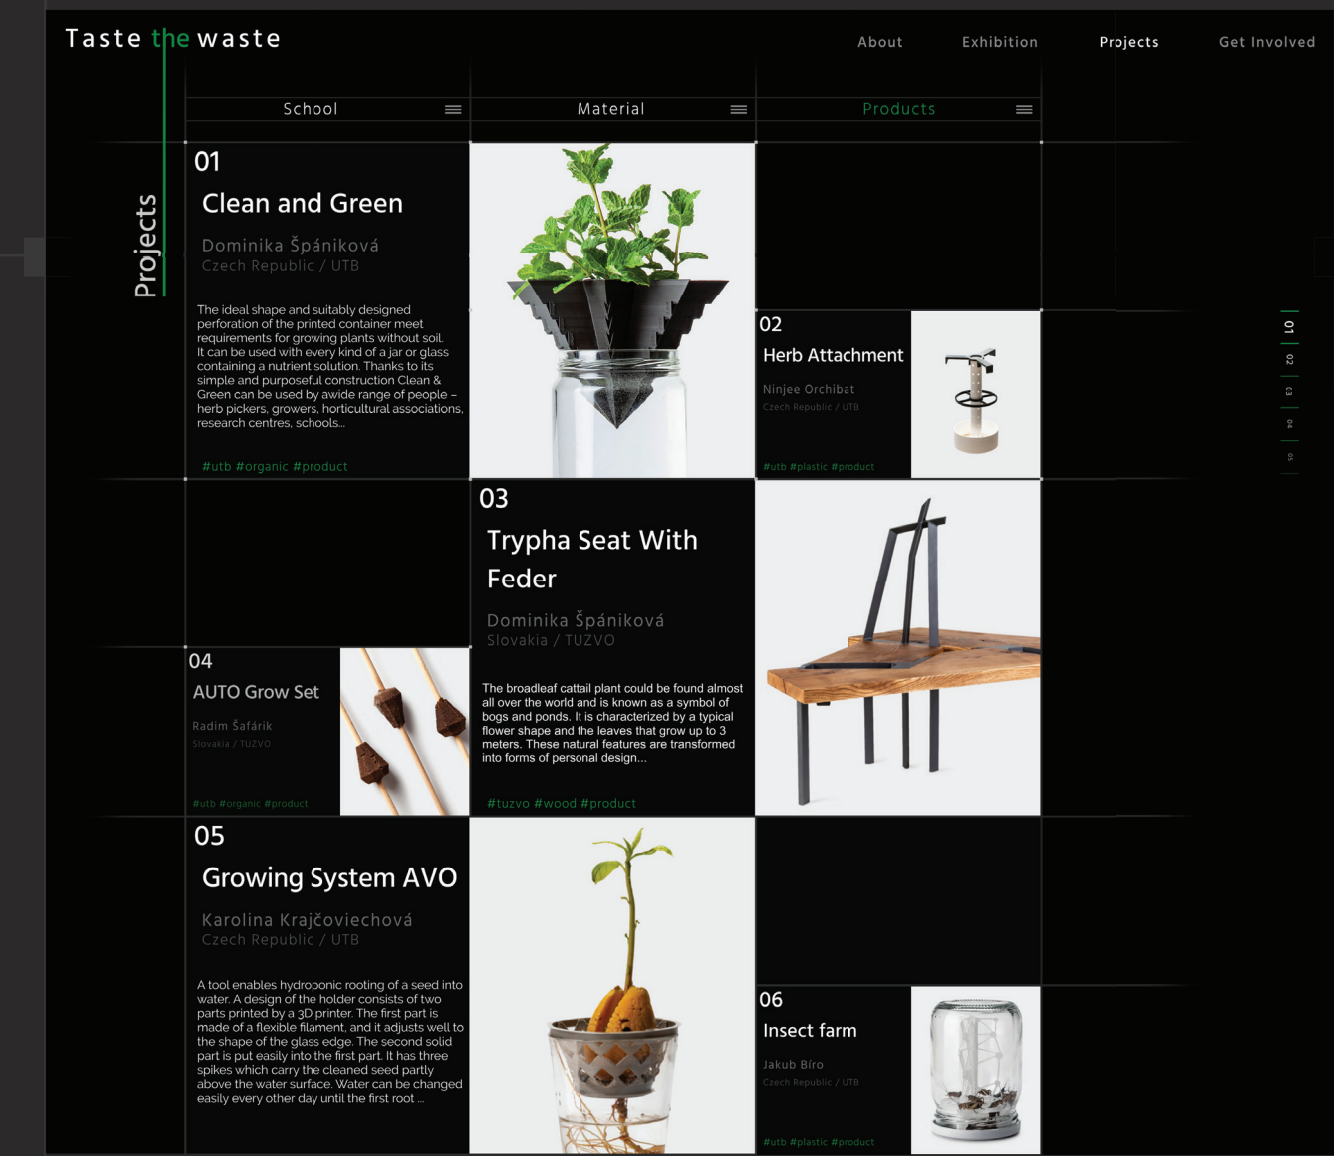 Taste the waste
About
Exhibition
Projects
Get Involved
School
Material
Products
Projects
01
Clean and Green
Dominika Špániková
Czech Republic / UTB
The ideal shape and suitably designed
perforation of the printed container meet
requirements for growing plants without soil.
It can be used with every kind of a jar or glass
containing a nutrient solution. Thanks to its
simple and purposeful construction Clean &
Green can be used by awide range of people –
herb pickers, growers, horticultural associations,
research centres, schools...
#utb #organic #product
02
Herb Attachment
Ninjee Orchibat
Czech Republic / UTB
#utb #plastic #product
01
02
03
04
05
03
Trypha Seat With
Feder
Dominika Špániková
Slovakia / TUZVO
The broadleaf cattail plant could be found almost
all over the world and is known as a symbol of
bogs and ponds. It is characterized by a typical
flower shape and the leaves that grow up to 3
meters. These natural features are transformed
into forms of personal design...
#tuzvo #wood #product
04
AUTO Grow Set
Radim Šafárik
Slovakia / TUZVO
#utb #organic #product
05
Growing System AVO
Karolina Krajčoviechová
Czech Republic / UTB
A tool enables hydroponic rooting of a seed into
water. A design of the holder consists of two
parts printed by a 3D printer. The first part is
made of a flexible filament, and it adjusts well to
the shape of the glass edge. The second solid
part is put easily into the first part. It has three
spikes which carry the cleaned seed partly
above the water surface. Water can be changed
easily every other day until the first root ...
06
Insect farm
Jakub Bíro
Czech Republic / UTB
#utb #plastic #product